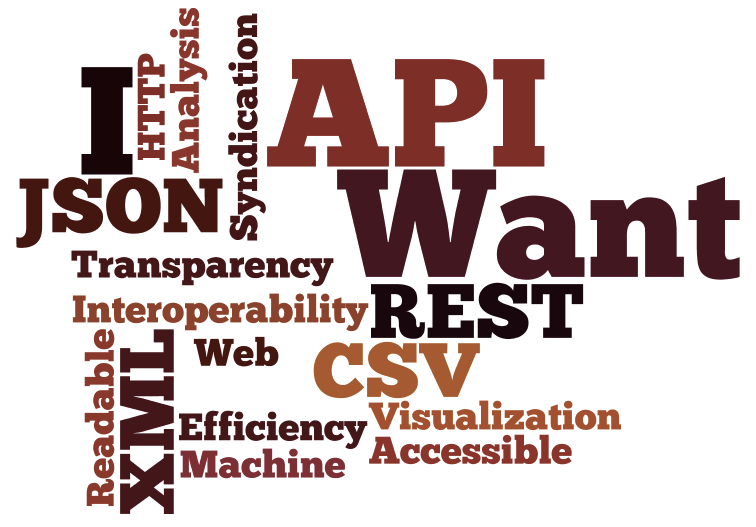 I
HTTP
Analysis
Syndication
API
JSON
Want
Transparency
Interoperability
REST
Web
CSV
Readable
XML
Efficiency
Visualization
Machine
Accessible